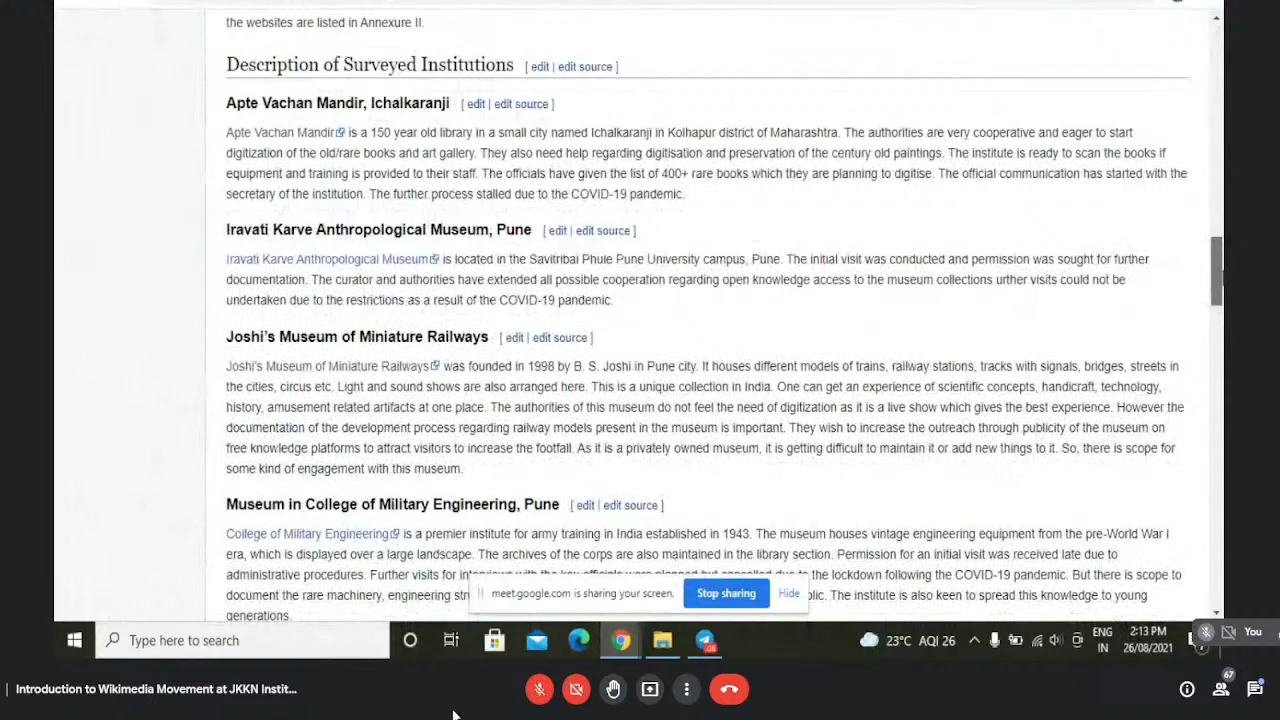 the websites are listed in Annexure II.
Description of Surveyed Institutions [ edit | edit source ]
Apte Vachan Mandir, Ichalkaranji [ edit | edit source ]
Apte Vachan Mandir is a 150 year old library in a small city named Ichalkaranji in Kolhapur district of Maharashtra. The authorities are very cooperative and eager to start
digitization of the old/rare books and art gallery. They also need help regarding digitisation and preservation of the century old paintings. The institute is ready to scan the books if
equipment and training is provided to their staff. The officials have given the list of 400+ rare books which they are planning to digitise. The official communication has started with the
secretary of the institution. The further process stalled due to the COVID-19 pandemic.
Iravati Karve Anthropological Museum, Pune [ edit | edit source ]
Iravati Karve Anthropological Museum is located in the Savitribai Phule Pune University campus, Pune. The initial visit was conducted and permission was sought for further
documentation. The curator and authorities have extended all possible cooperation regarding open knowledge access to the museum collections urther visits could not be
undertaken due to the restrictions as a result of the COVID-19 pandemic.
Joshi's Museum of Miniature Railways [ edit | edit source ]
Joshi's Museum of Miniature Railways was founded in 1998 by B. S. Joshi in Pune city. It houses different models of trains, railway stations, tracks with signals, bridges, streets in
the cities, circus etc. Light and sound shows are also arranged here. This is a unique collection in India. One can get an experience of scientific concepts, handicraft, technology,
history, amusement related artifacts at one place. The authorities of this museum do not feel the need of digitization as it is a live show which gives the best experience. However the
documentation of the development process regarding railway models present in the museum is important. They wish to increase the outreach through publicity of the museum on
free knowledge platforms to attract visitors to increase the footfall. As it is a privately owned museum, it is getting difficult to maintain it or add new things to it. So, there is scope for
some kind of engagement with this museum.
Museum in College of Military Engineering, Pune [ edit | edit source ]
College of Military Engineering is a premier institute for army training in India established in 1943. The museum houses vintage engineering equipment from the pre-World War I
era, which is displayed over a large landscape. The archives of the corps are also maintained in the library section. Permission for an initial visit was received late due to
administrative procedures. Further visits for interviews with the key officials were planned but cancelled due to the lockdown following the COVID-19 pandemic. But there is scope to
document the rare machinery, engineering The institute is also keen to spread this knowledge to young
generations.
meet.google.com is sharing your screen. Stop sharing Hide
Type here to search
23°C AQI 26
ENG
IN
2:13 PM
26/08/2021
You
Introduction to Wikimedia Movement at JKKN Instit...
67